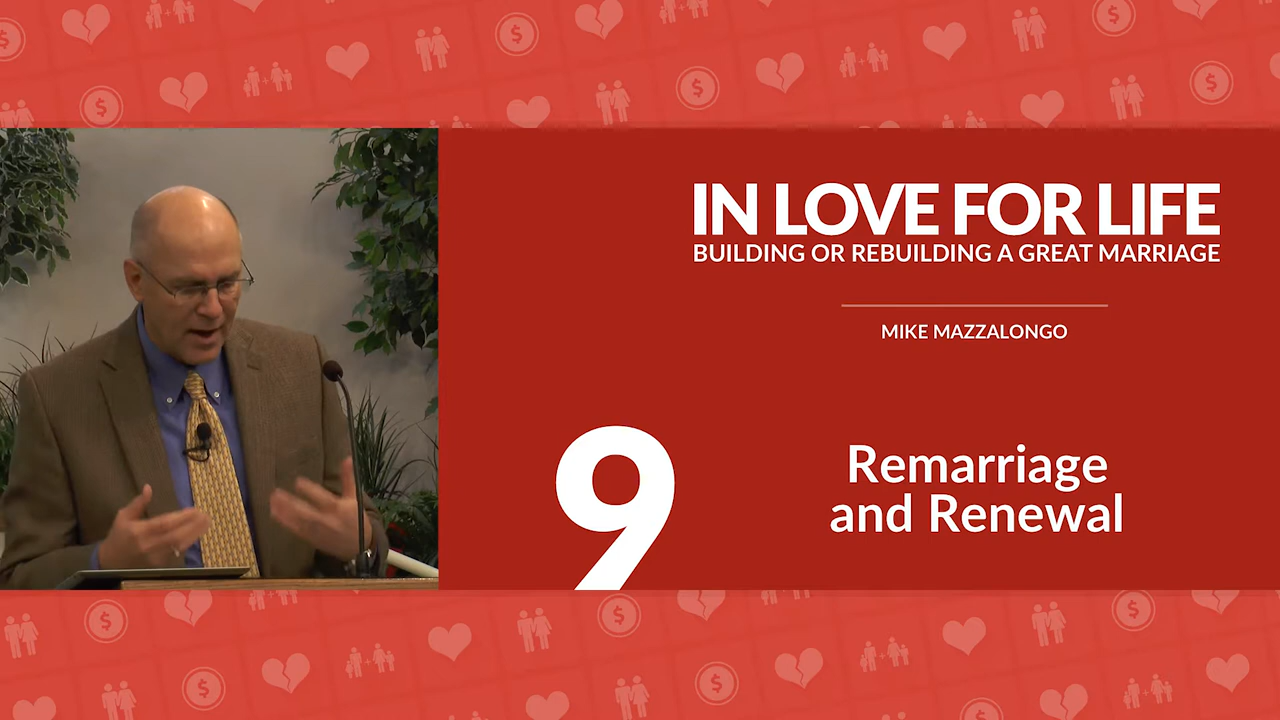 IN LOVE FOR LIFE
BUILDING OR REBUILDING A GREAT MARRIAGE
MIKE MAZZALONGO
9
Remarriage
and Renewal